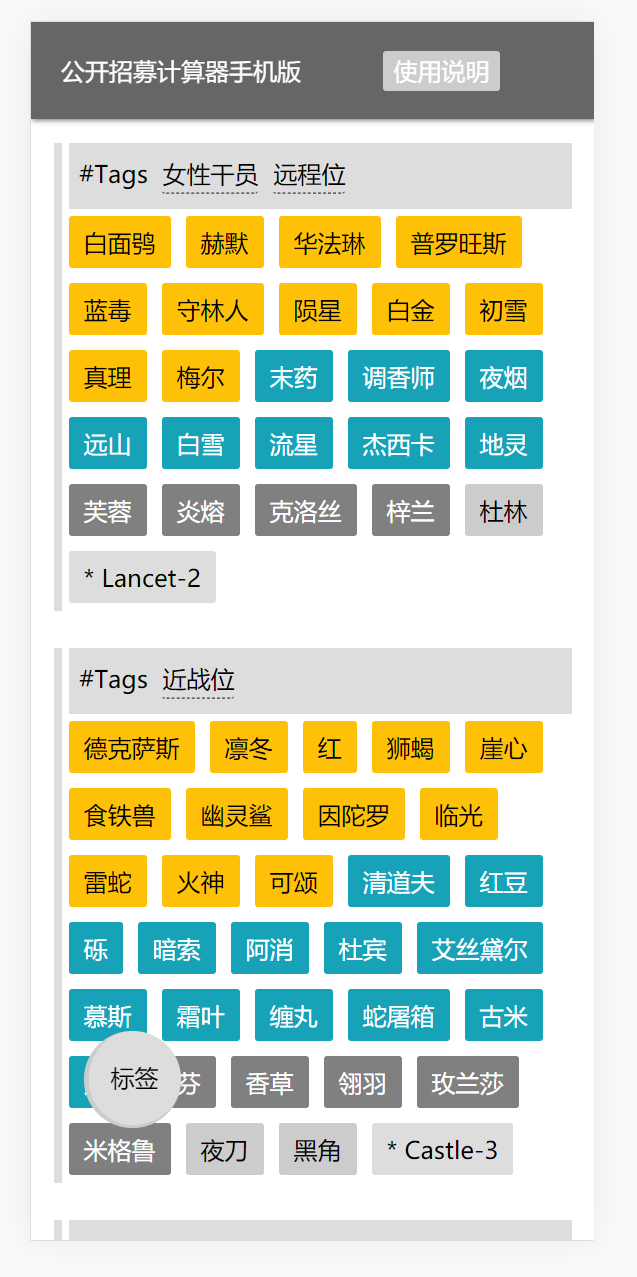 公开招募计算器手机版 使用说明
#Tags 女性干员 远程位
白面鸮 赫默 华法琳 普罗旺斯
蓝毒 守林人 陨星 白金 初雪
真理 梅尔 末药 调香师 夜烟
远山 白雪 流星 杰西卡 地灵
芙蓉 炎熔 克洛丝 梓兰 杜林
* Lancet-2
#Tags 近战位
德克萨斯 凛冬 红 狮蝎 崖心
食铁兽 幽灵鲨 因陀罗 临光
雷蛇 火神 可颂 清道夫 红豆
砾 暗索 阿消 杜宾 艾丝黛尔
慕斯 霜叶 缠丸 蛇屠箱 古米
标签 芬 香草 翎羽 玫兰莎
米格鲁 夜刀 黑角 * Castle-3